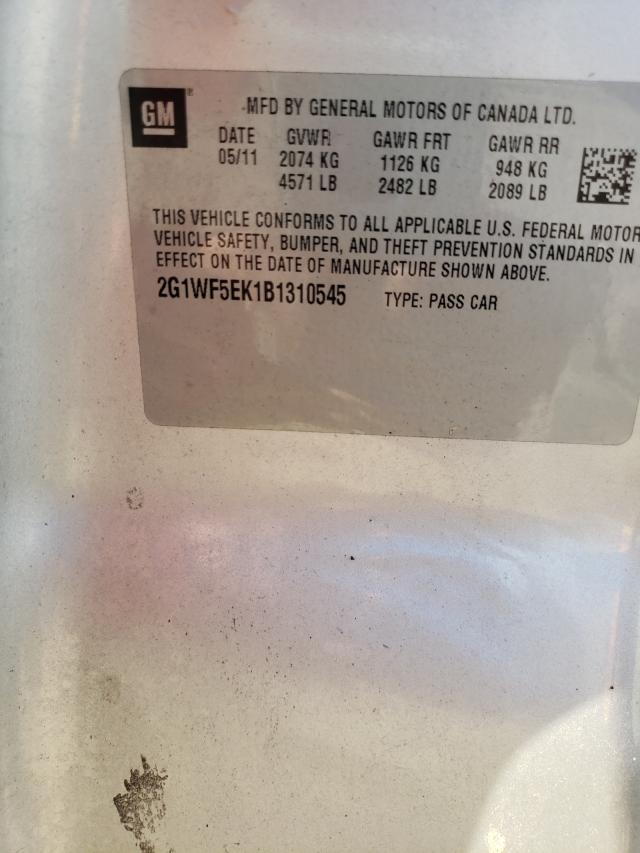 GM ® MFD BY GENERAL MOTORS OF CANADA LTD.
DATE GVWR GAWR FRT GAWR RR
05/11 2074 KG 1126 KG 948 KG
4571 LB 2482 LB 2089 LB
THIS VEHICLE CONFORMS TO ALL APPLICABLE U.S. FEDERAL MOTOR
VEHICLE SAFETY, BUMPER, AND THEFT PREVENTION STANDARDS IN
EFFECT ON THE DATE OF MANUFACTURE SHOWN ABOVE.
2G1WF5EK1B1310545 TYPE: PASS CAR